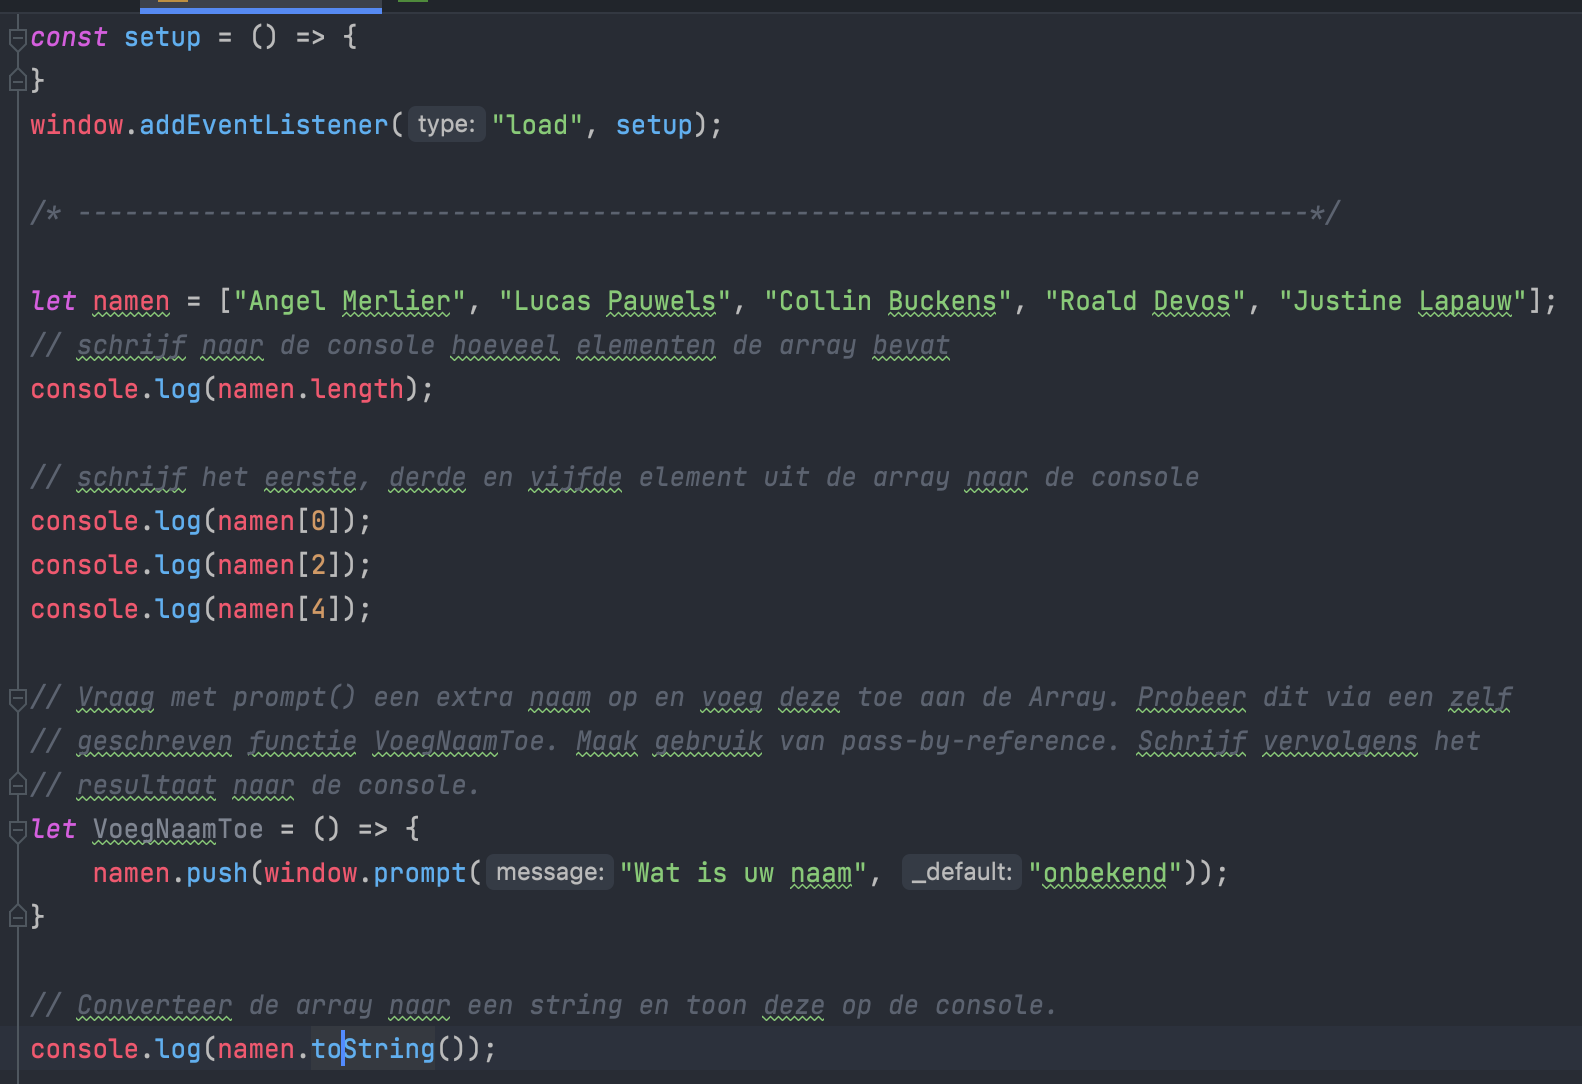 const setup = () => {
}
window.addEventListener( type: "load", setup);
/* -------------------------------------------------------------------------------*/
let namen = ["Angel Merlier", "Lucas Pauwels", "Collin Buckens", "Roald Devos", "Justine Lapauw"];
// schrijf naar de console hoeveel elementen de array bevat
console.log(namen.length);
// schrijf het eerste, derde en vijfde element uit de array naar de console
console.log(namen[0]);
console.log(namen[2]);
console.log(namen[4]);
// Vraag met prompt() een extra naam op en voeg deze toe aan de Array. Probeer dit via een zelf
// geschreven functie VoegNaamToe. Maak gebruik van pass-by-reference. Schrijf vervolgens het
// resultaat naar de console.
let VoegNaamToe = () => {
    namen.push(window.prompt( message: "Wat is uw naam", _default: "onbekend"));
}
// Converteer de array naar een string en toon deze op de console.
console.log(namen.toString());